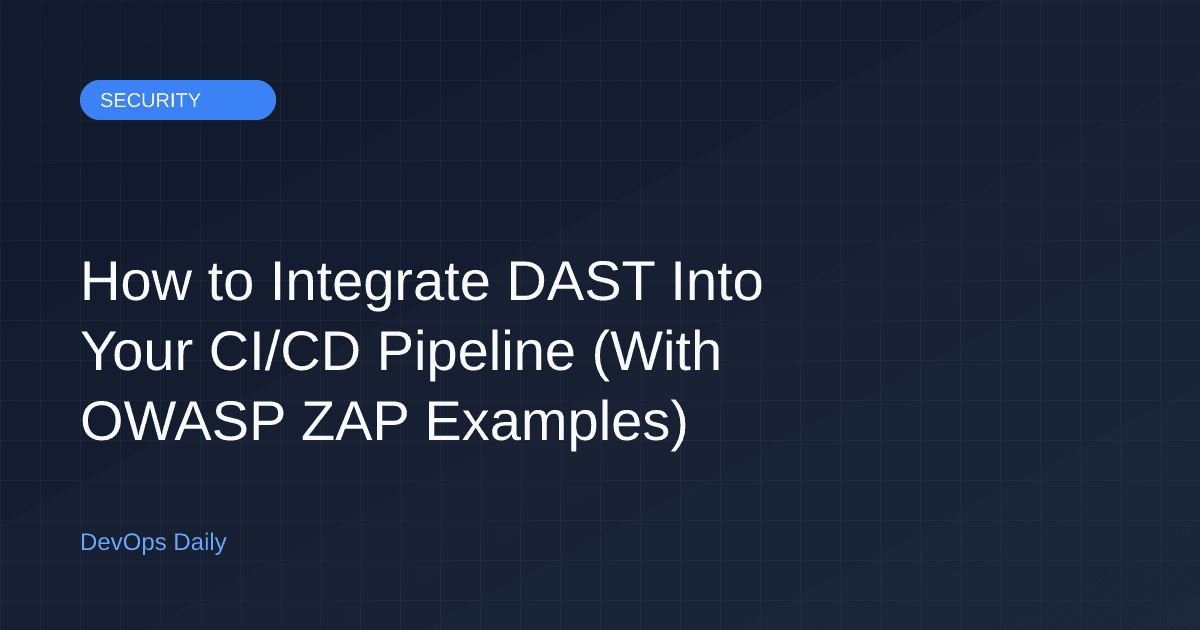 SECURITY
How to Integrate DAST Into
Your CI/CD Pipeline (With
OWASP ZAP Examples)
DevOps Daily